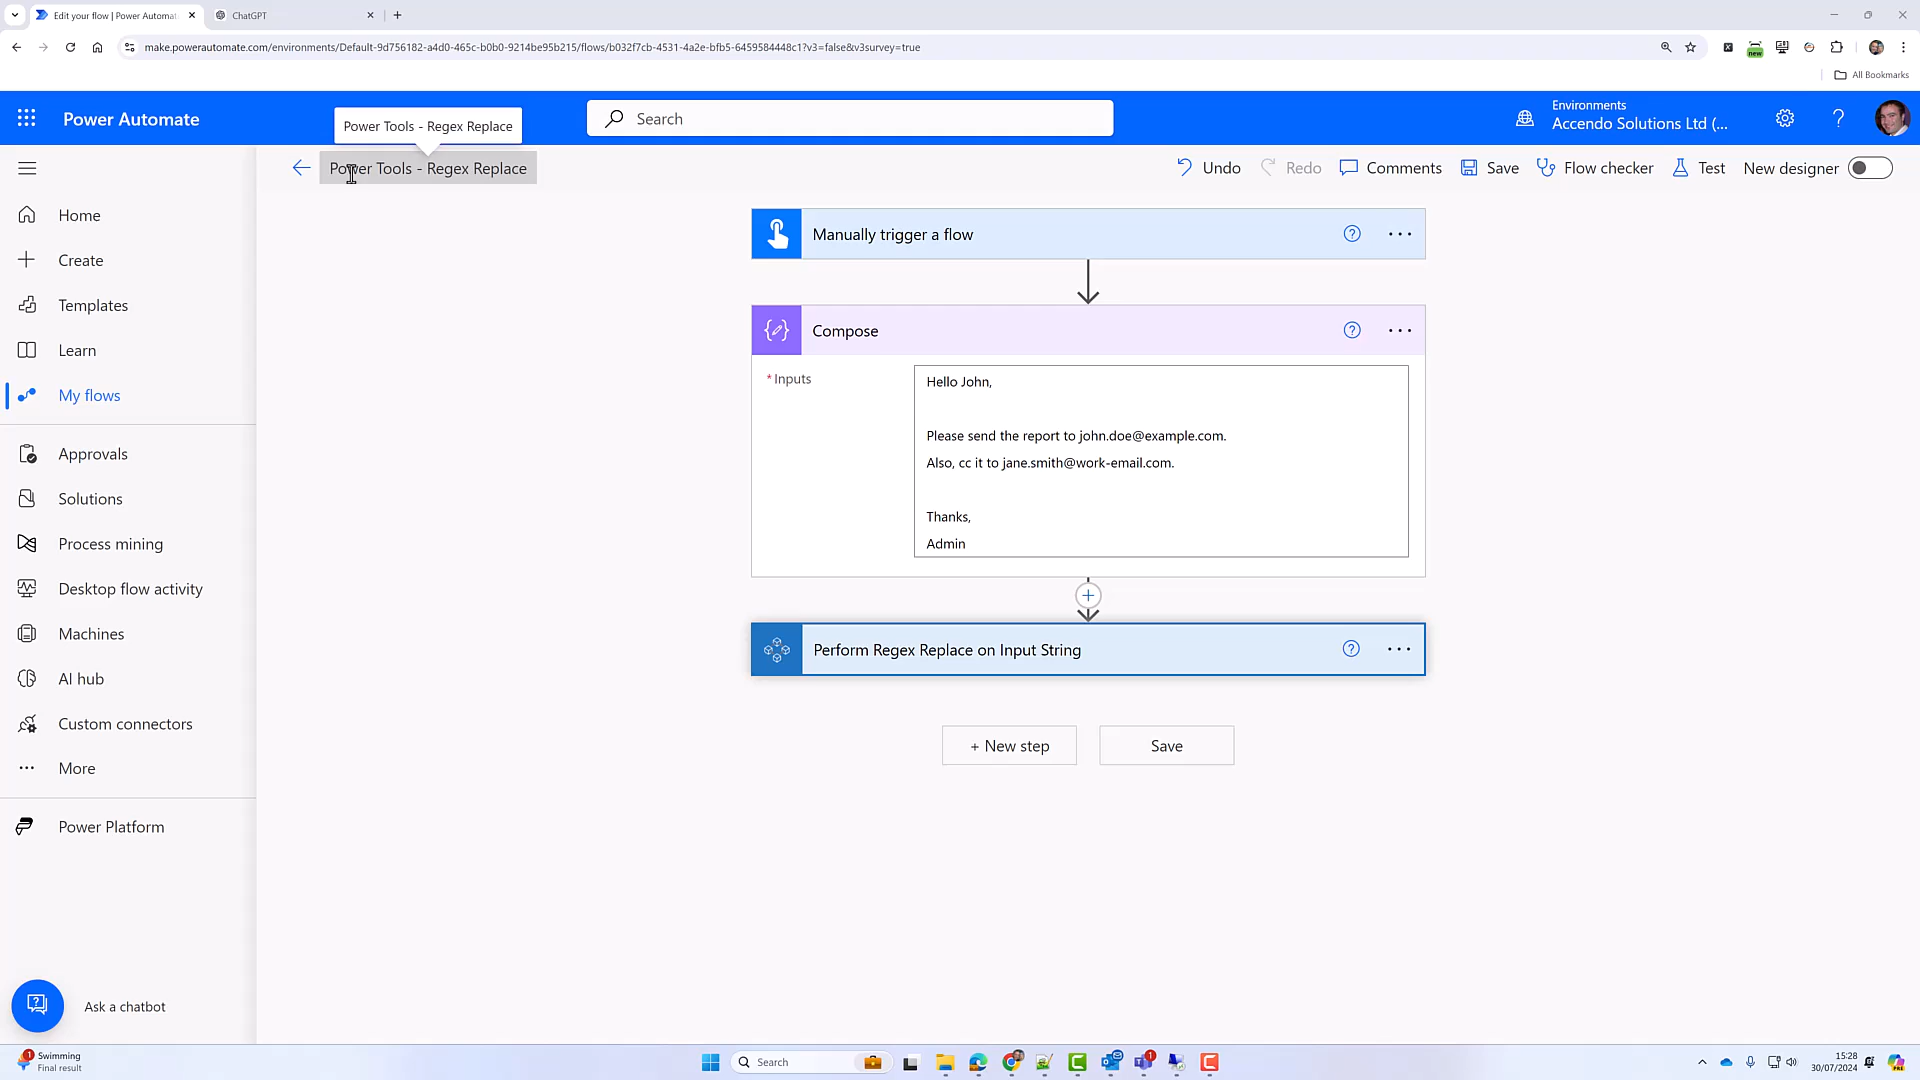 Edit your flow | Power Automate
ChatGPT
make.powerautomate.com/environments/Default-9d756182-a4d0-465c-b0b0-9214be95b215/flows/b032f7cb-4531-4a2e-bfb5-6459584448c1?v3=false&v3survey=true
new
All Bookmarks
Power Automate
Power Tools - Regex Replace
Search
Environments
Accendo Solutions Ltd (...
Power Tools - Regex Replace
Undo
Redo
Comments
Save
Flow checker
Test
New designer
Home
Create
Templates
Learn
My flows
Approvals
Solutions
Process mining
Desktop flow activity
Machines
AI hub
Custom connectors
More
Power Platform
Ask a chatbot
Manually trigger a flow
Compose
* Inputs
Hello John,
Please send the report to john.doe@example.com.
Also, cc it to jane.smith@work-email.com.
Thanks,
Admin
Perform Regex Replace on Input String
+ New step
Save
1
Swimming
Final result
Search
1
15:28
30/07/2024
PRE